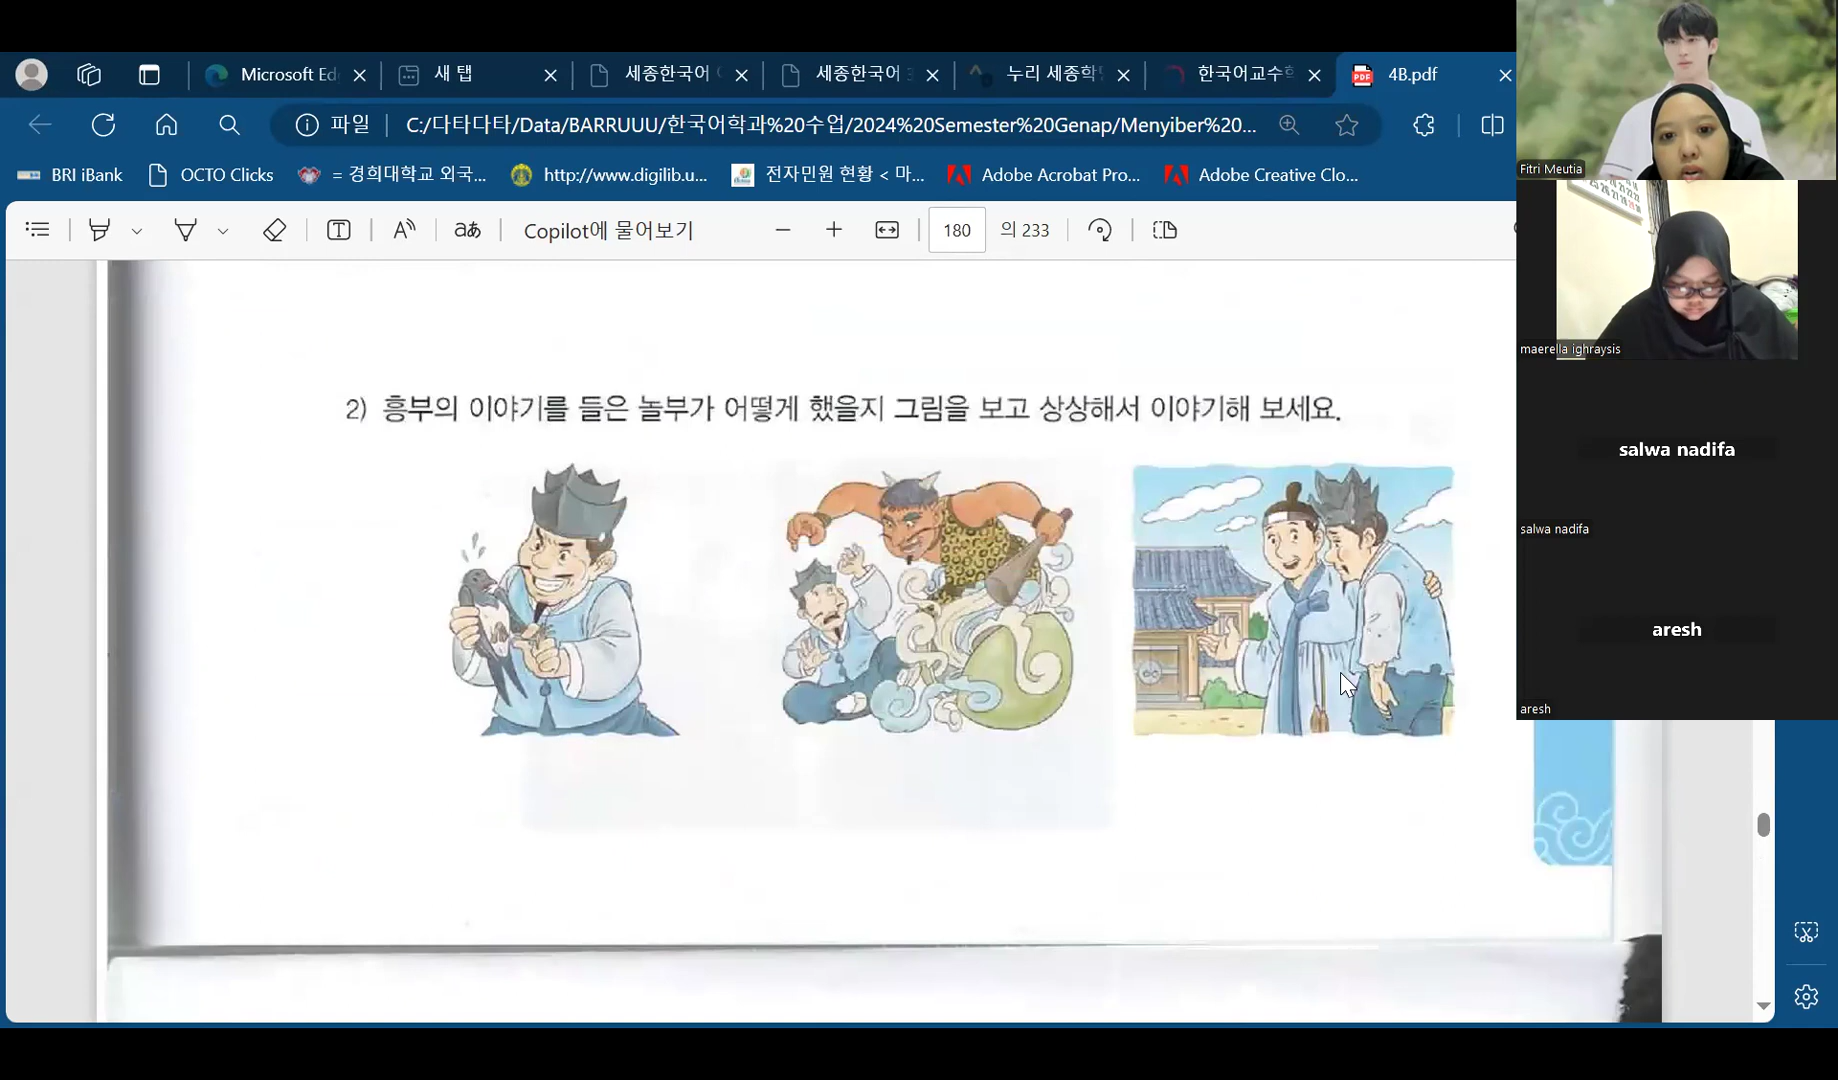 Microsoft Ed
새 탭
세종한국어
세종한국어 3
누리 세종학
한국어교수
4B.pdf
파일
C:/다타다타/Data/BARRUUU/한국어학과%20수업/2024%20Semester%20Genap/Menyiber%20...
BRI iBank
OCTO Clicks
= 경희대학교 외국...
http://www.digilib.u...
전자민원 현황 < 마...
Adobe Acrobat Pro...
Adobe Creative Clo...
Copilot에 물어보기
180
의 233
2) 흥부의 이야기를 들은 놀부가 어떻게 했을지 그림을 보고 상상해서 이야기해 보세요.
Fitri Meutia
maerella ighraysis
salwa nadifa
salwa nadifa
aresh
aresh